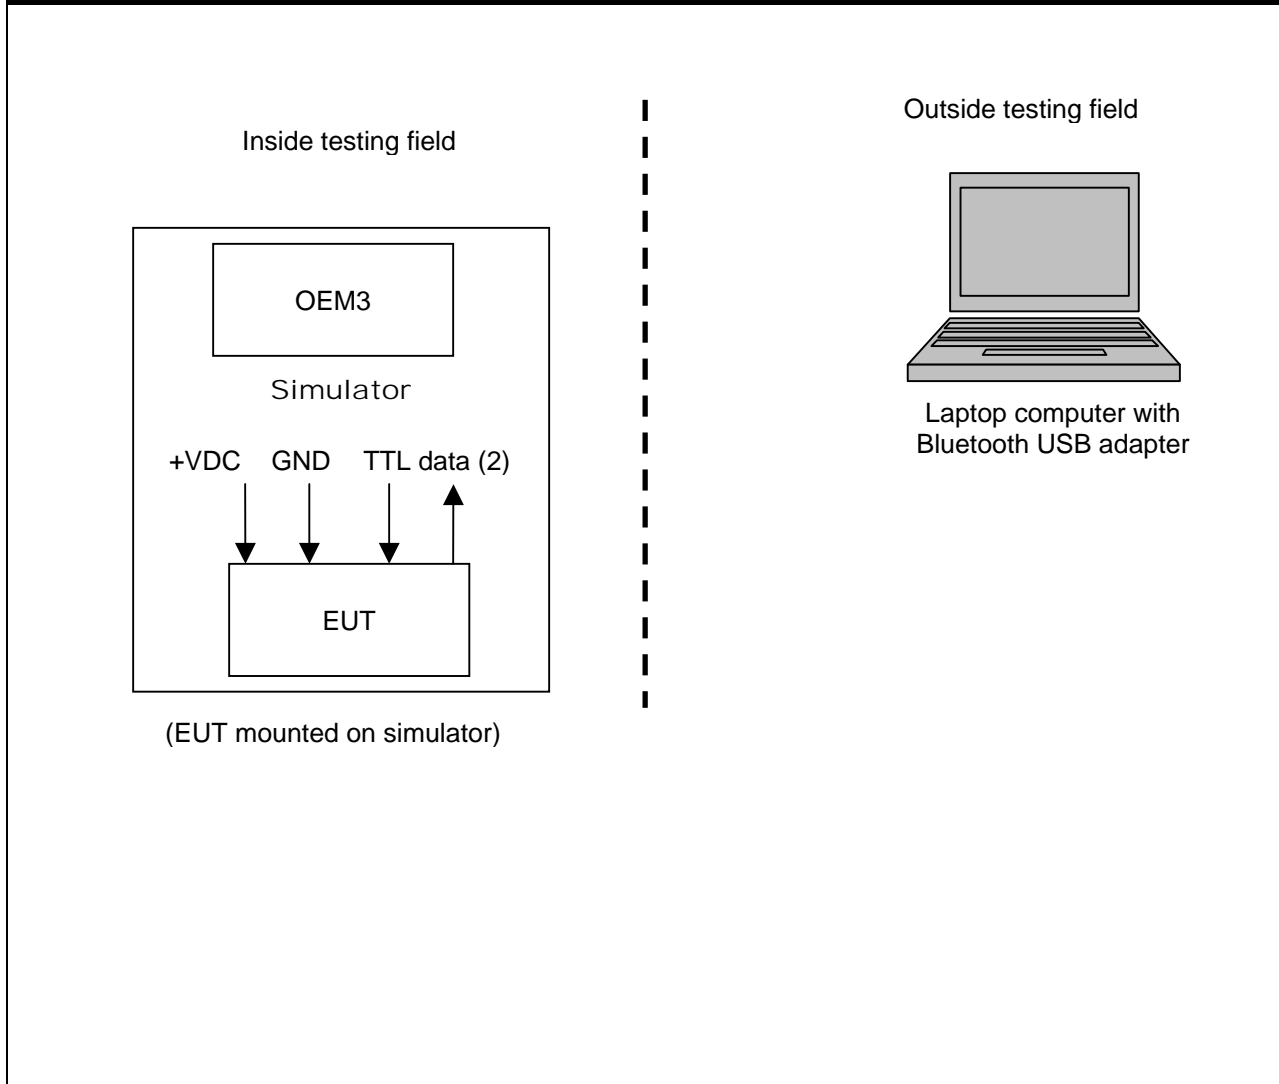 Inside testing field
OEM3
Simulator
+VDC GND TTL data (2)
EUT
(EUT mounted on simulator)
Outside testing field
Laptop computer with
Bluetooth USB adapter